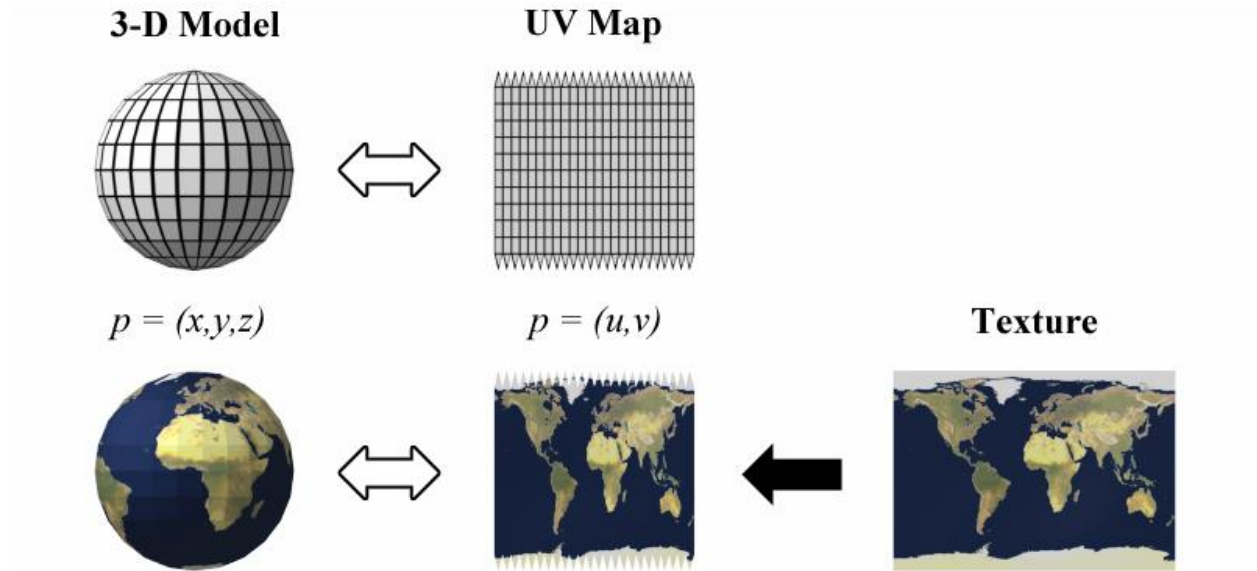 3-D Model
UV Map
p = (x,y,z)
p = (u,v)
Texture